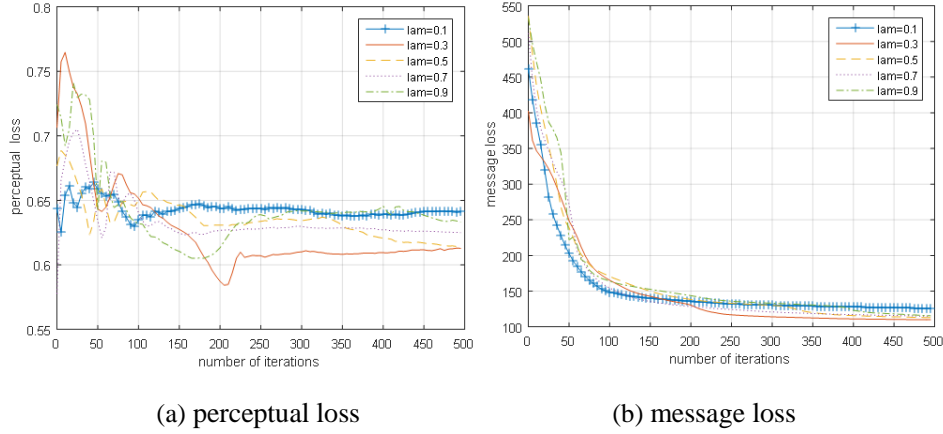 0.8
0.75
0.7
0.65
0.6
0.55
perceptual loss
0 50 100 150 200 250 300 350 400 450 500
number of iterations
lam=0.1
lam=0.3
lam=0.5
lam=0.7
lam=0.9
(a) perceptual loss
550
500
450
400
350
300
250
200
150
100
message loss
0 50 100 150 200 250 300 350 400 450 500
number of iterations
lam=0.1
lam=0.3
lam=0.5
lam=0.7
lam=0.9
(b) message loss